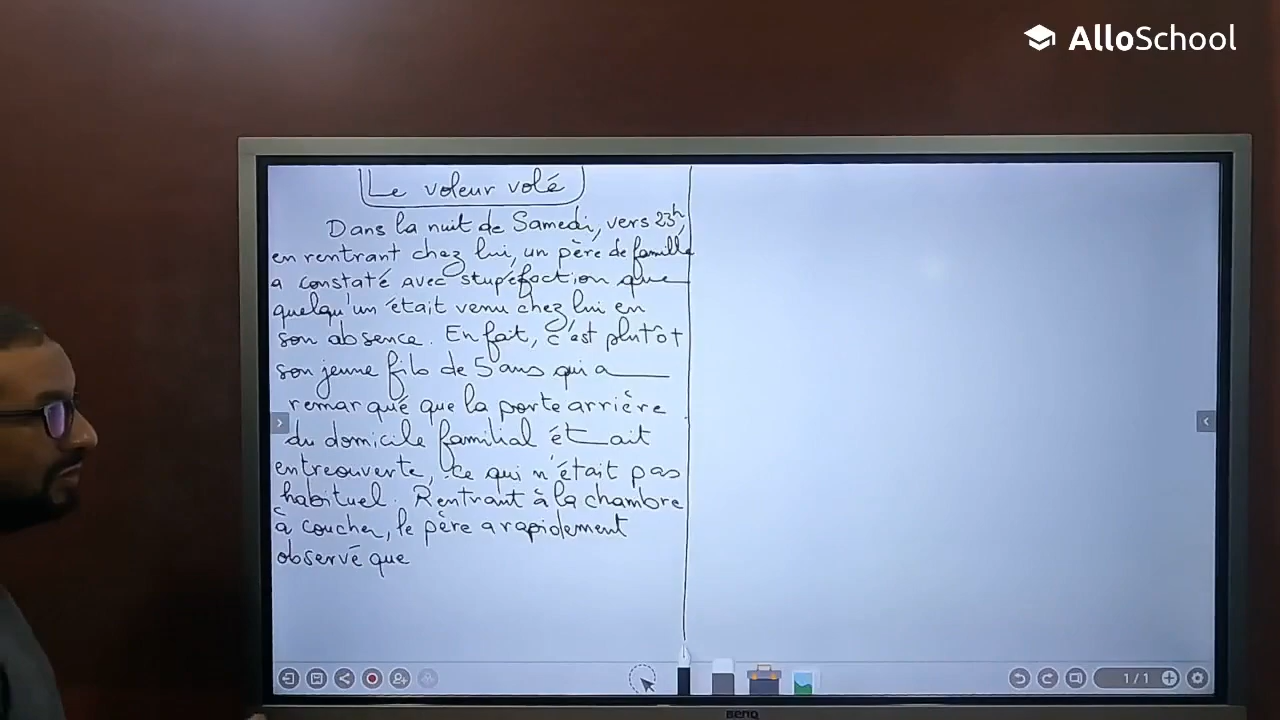 AlloSchool
Le voleur volé
Dans la nuit de Samedi, vers 23h,
en rentrant chez lui, un père de famille
a constaté avec stupéfaction que
quelqu'un était venu chez lui en
son absence. En fait, c'est plutôt
son jeune fils de 5 ans qui a
remarqué que la porte arrière
du domicile familial était
entreouverte, ce qui n'était pas
habituel. Rentrant à la chambre
à coucher, le père a rapidement
observé que
1/1
BenQ